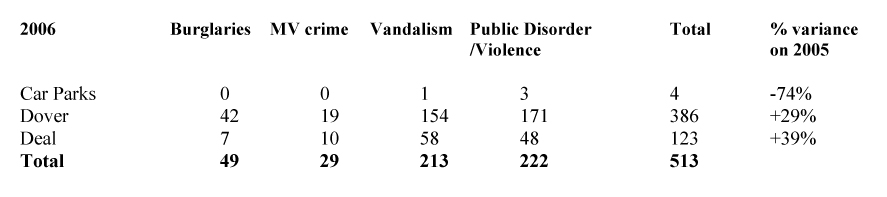 2006 Burglaries MV crime Vandalism Public Disorder Total % variance
/Violence on 2005
Car Parks 0 0 1 3 4 -74%
Dover 42 19 154 171 386 +29%
Deal 7 10 58 48 123 +39%
Total 49 29 213 222 513